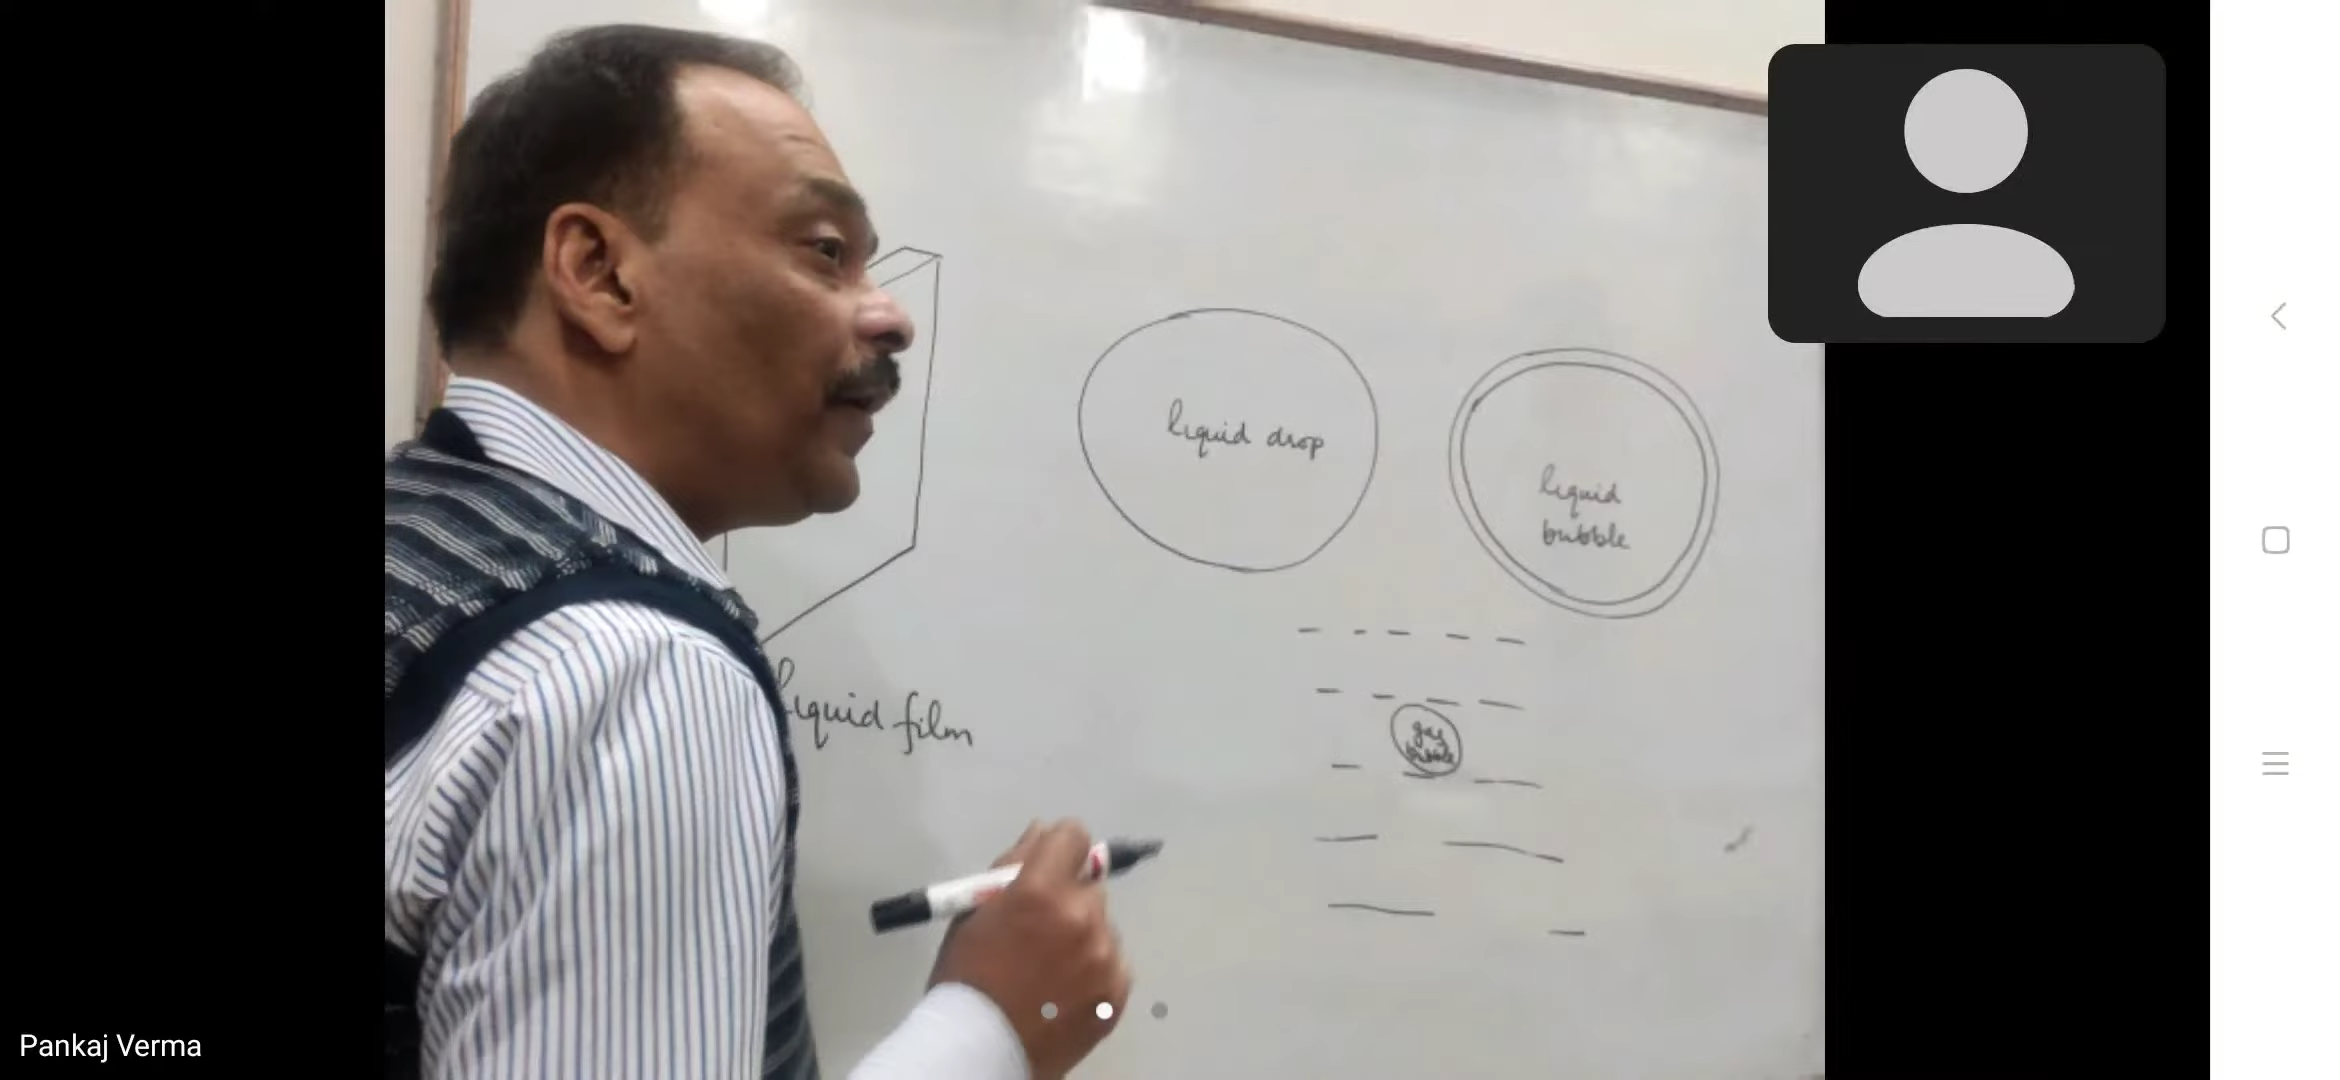 liquid drop
liquid
bubble
liquid film
gas
bubble
Pankaj Verma